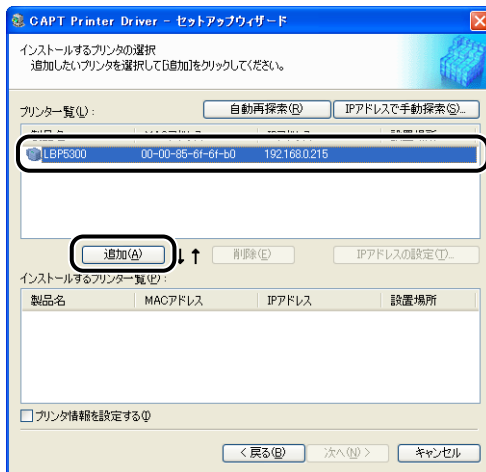 CAPT Printer Driver - セットアップウィザード
インストールするプリンタの選択
追加したいプリンタを選択して[追加]をクリックしてください。
プリンター覧(L):
自動再探索(R)
IPアドレスで手動探索(S)...
LBP5300 00-00-85-6f-6f-b0 192.168.0.215
追加(A) ↓ ↑ 削除(E) IPアドレスの設定(T)...
インストールするプリンター覧(P):
製品名 MACアドレス IPアドレス 設置場所
プリンタ情報を設定する(I)
< 戻る(B) 次へ(N) > キャンセル